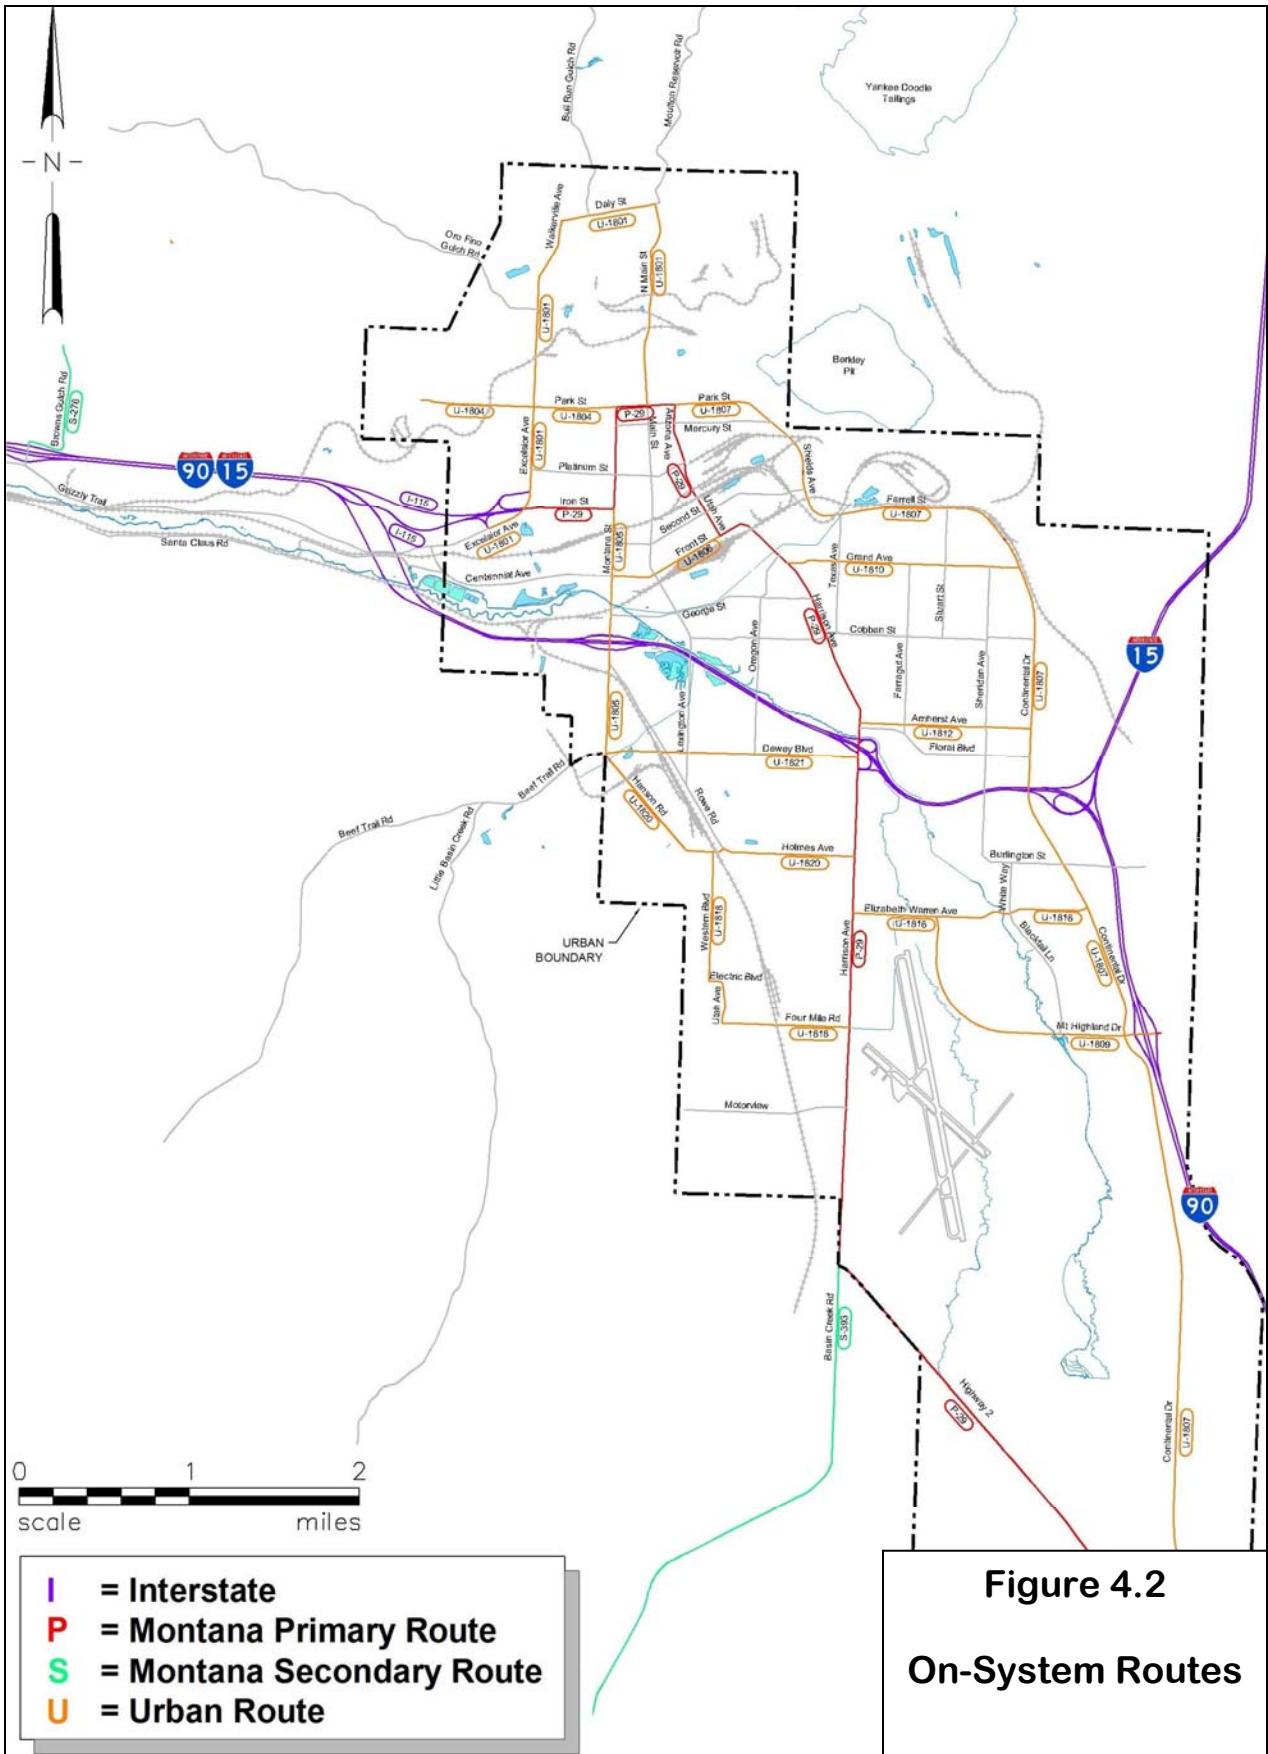 Bull Run Gulch Rd
Moulton Reservoir Rd
Yankee Doodle
Tailings
- N -
Walkerville Ave
Daly St
U-1801
Oro Fino
Gulch Rd
N Main St
U-1801
U-1801
Berkley
Pit
Browns Gulch Rd
S-276
Park St
Park St
U-1804
U-1804
P-29
U-1807
Main St
Arizona Ave
Mercury St
Excelsior Ave
U-1801
Shields Ave
90
15
Platinum St
P-29
Grizzly Trail
I-115
Iron St
P-29
Utah Ave
Farrell St
U-1807
I-115
Second St
Santa Claus Rd
Excelsior Ave
U-1801
Montana St
U-1805
Front St
U-1806
Texas Ave
Grand Ave
U-1810
Centennial Ave
George St
Harrison Ave
P-29
Stuart St
Cobban St
Oregon Ave
15
Farragut Ave
Sheridan Ave
Continental Dr
U-1807
U-1805
Lexington Ave
Amherst Ave
U-1812
Dewey Blvd
U-1821
Floral Blvd
Beef Trail Rd
Hanson Rd
U-1820
Rowe Rd
Beef Trail Rd
Little Basin Creek Rd
Holmes Ave
U-1820
Burlington St
White Way
Western Blvd
U-1818
Elizabeth Warren Ave
U-1816
U-1816
URBAN
BOUNDARY
Harrison Ave
P-29
Blacktail Ln
Continental Dr
U-1807
Electric Blvd
Utah Ave
Four Mile Rd
U-1818
Mt Highland Dr
U-1809
Motorview
90
Basin Creek Rd
S-393
Highway 2
P-29
Continental Dr
U-1807
0 1 2
scale miles
I = Interstate
P = Montana Primary Route
S = Montana Secondary Route
U = Urban Route
Figure 4.2
On-System Routes